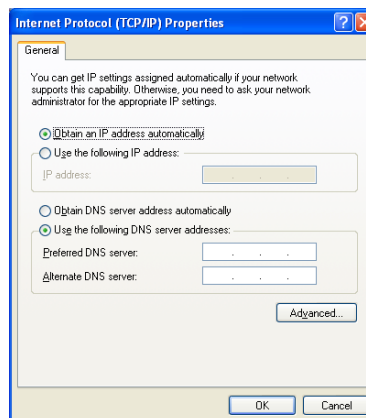 Internet Protocol (TCP/IP) Properties
General
You can get IP settings assigned automatically if your network
supports this capability. Otherwise, you need to ask your network
administrator for the appropriate IP settings.
Obtain an IP address automatically
Use the following IP address:
IP address:
Obtain DNS server address automatically
Use the following DNS server addresses:
Preferred DNS server:
Alternate DNS server:
Advanced...
OK Cancel